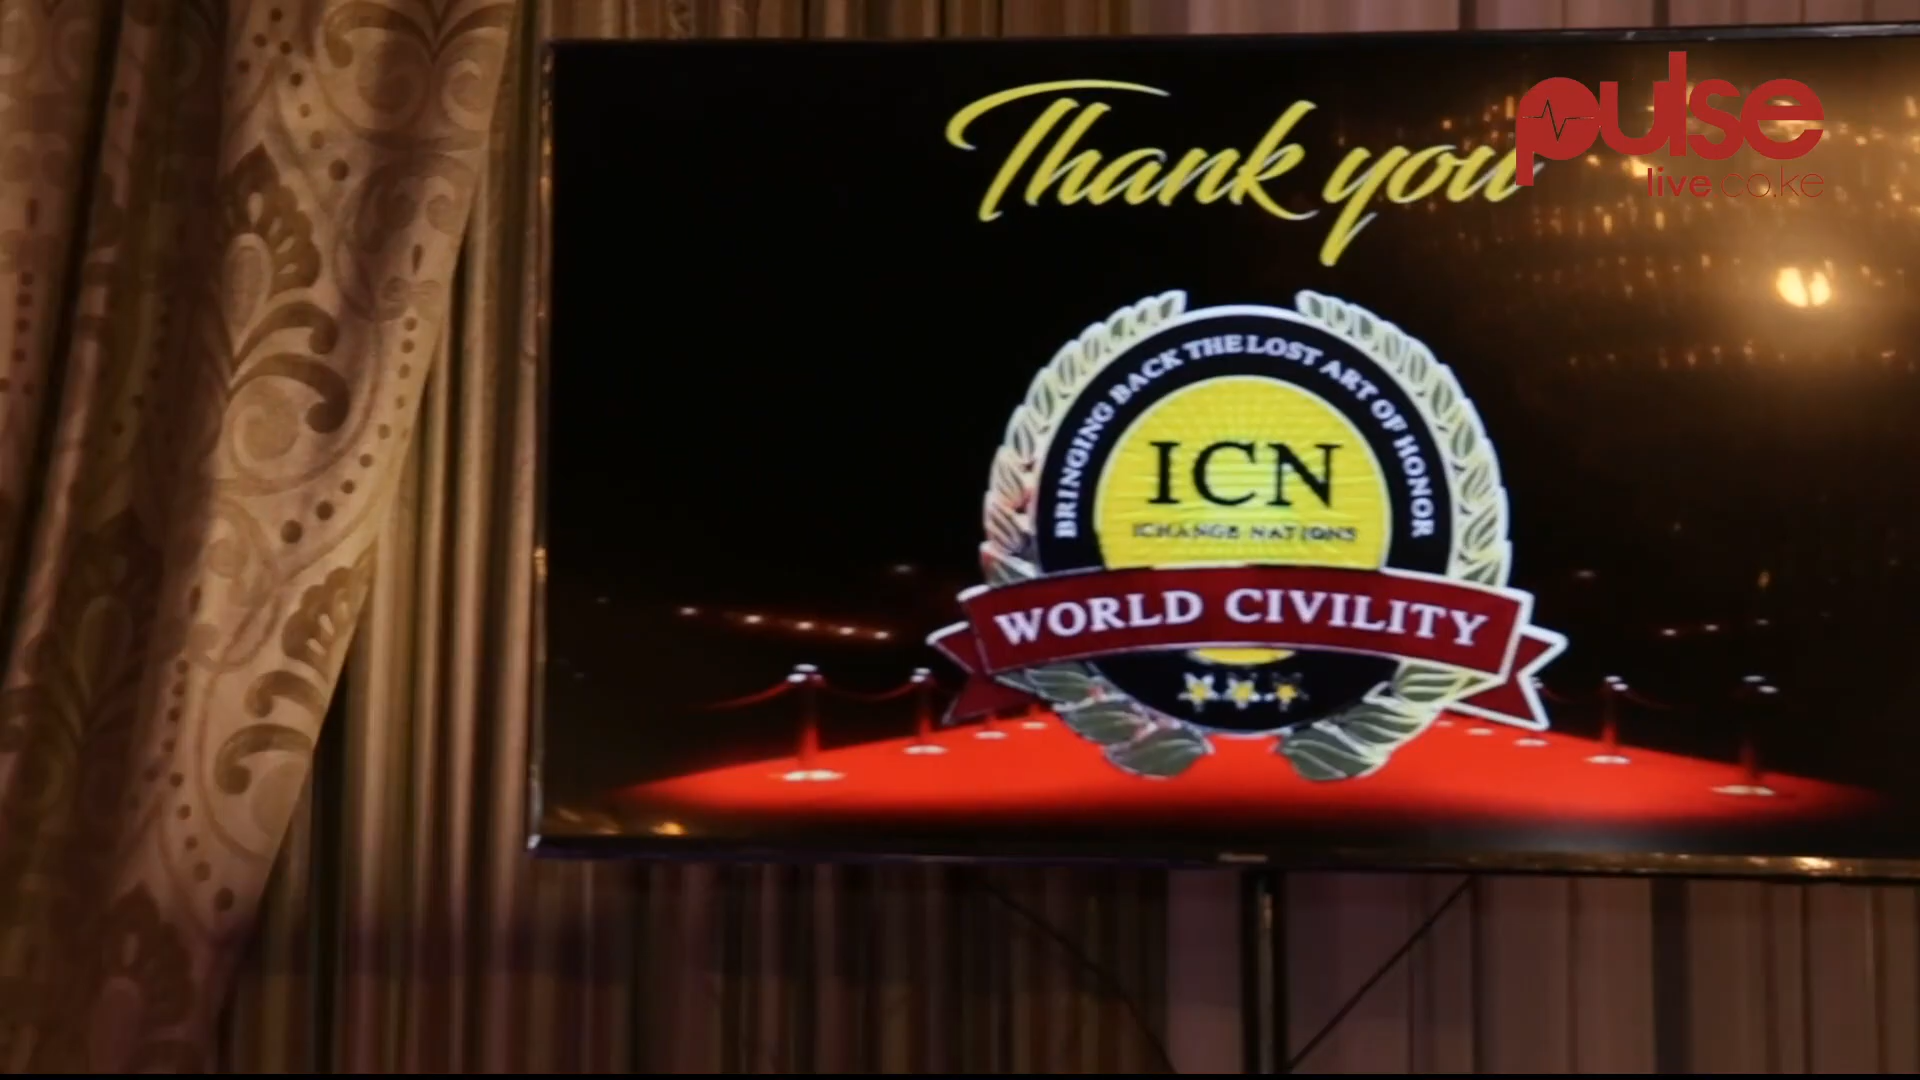 Thank you
pulse
live.co.ke
BRINGING BACK THE LOST ART OF HONOR
ICN
ICHANGE NATIONS
WORLD CIVILITY